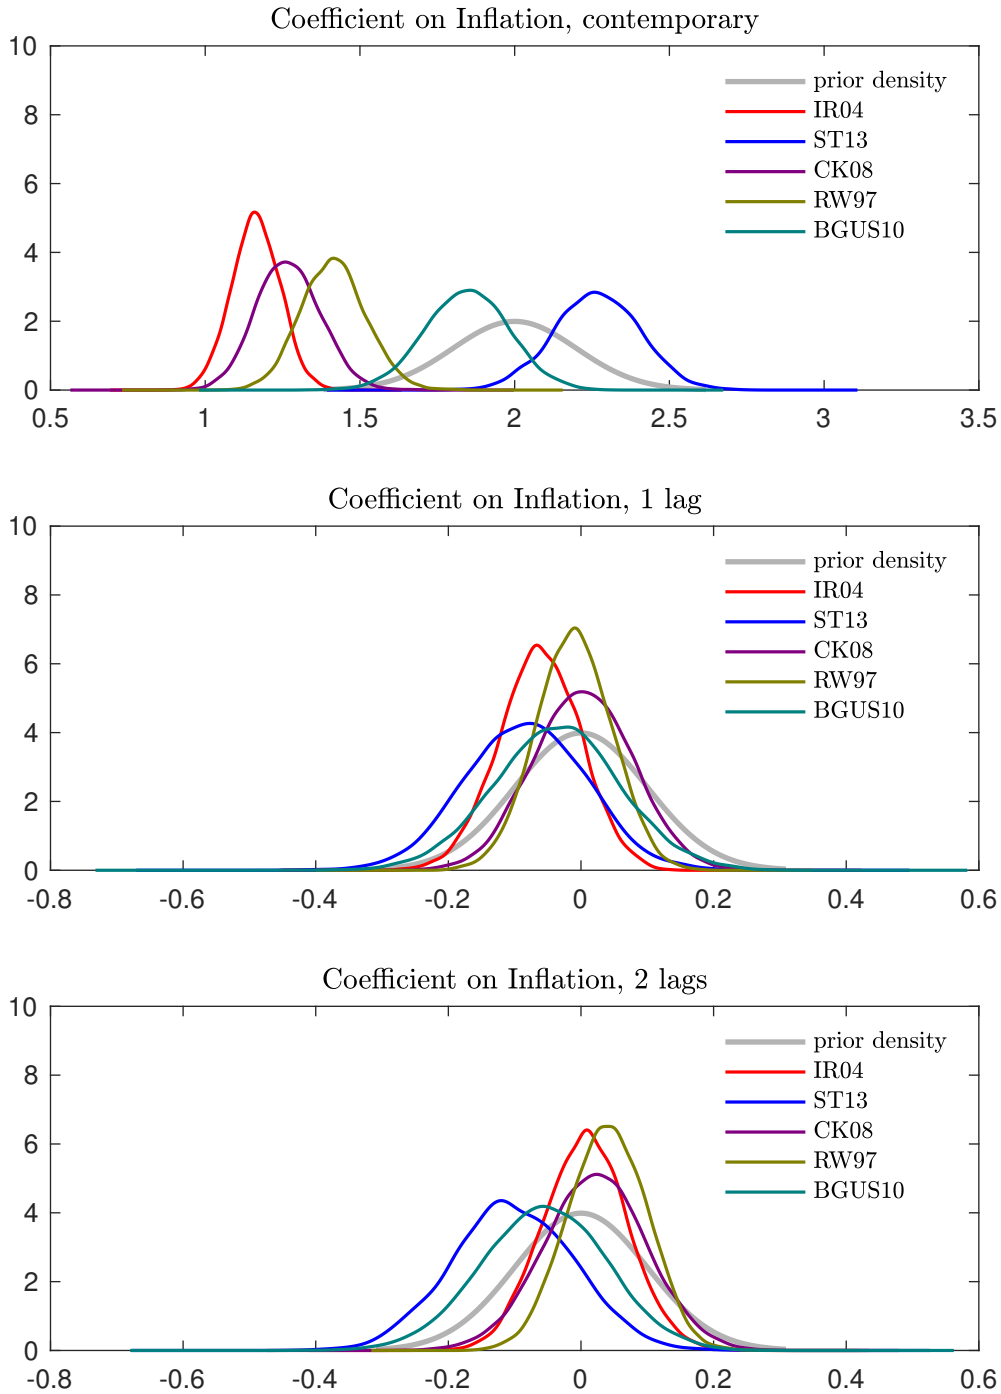 Coefficient on Inflation, contemporary
10
8
6
4
2
0
prior density
IR04
ST13
CK08
RW97
BGUS10
0.5 1 1.5 2 2.5 3 3.5
Coefficient on Inflation, 1 lag
10
8
6
4
2
0
prior density
IR04
ST13
CK08
RW97
BGUS10
-0.8 -0.6 -0.4 -0.2 0 0.2 0.4 0.6
Coefficient on Inflation, 2 lags
10
8
6
4
2
0
prior density
IR04
ST13
CK08
RW97
BGUS10
-0.8 -0.6 -0.4 -0.2 0 0.2 0.4 0.6